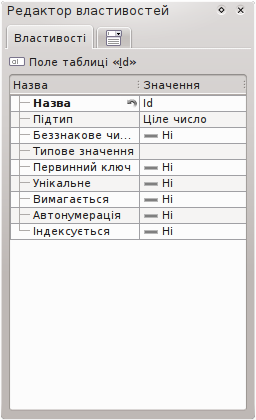 Редактор властивостей
Властивості
Поле таблиці «Id»
Назва Значення
Назва Id
Підтип Ціле число
Беззнакове чи...  Ні
Типове значення
Первинний ключ Ні
Унікальне Ні
Вимагається Ні
Автонумерація Ні
Індексується Ні